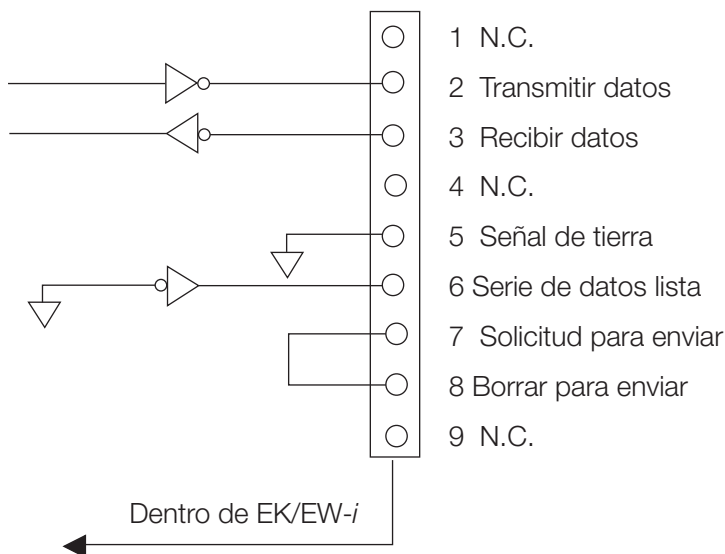 1 N.C.
2 Transmitir datos
3 Recibir datos
4 N.C.
5 Señal de tierra
6 Serie de datos lista
7 Solicitud para enviar
8 Borrar para enviar
9 N.C.
Dentro de EK/EW-i